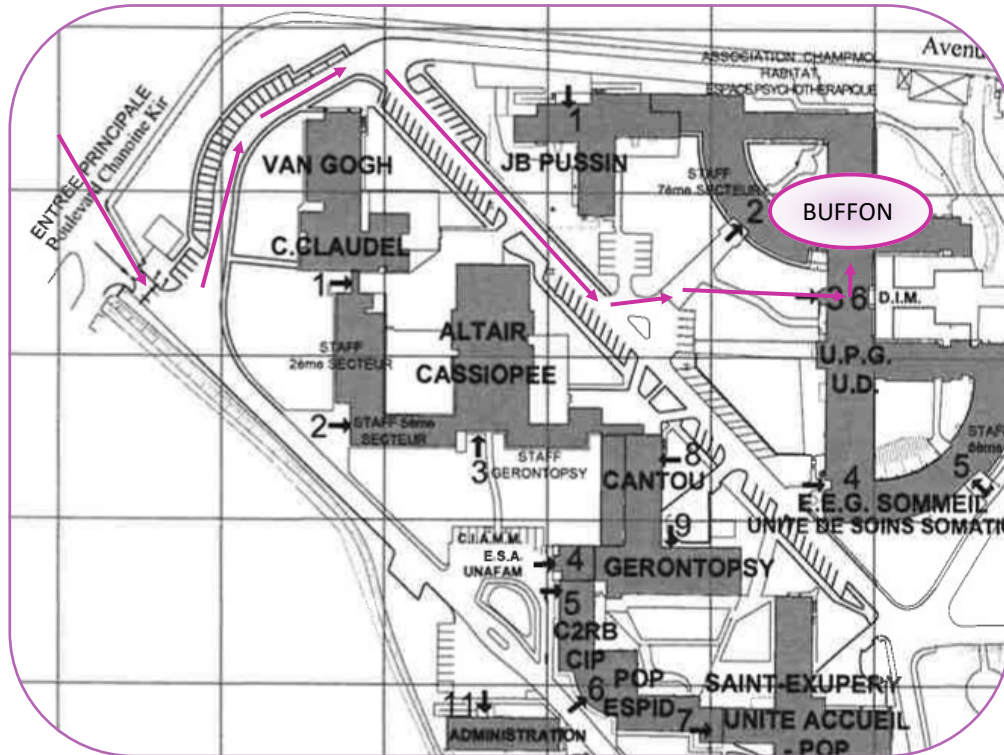 Avenu
ASSOCIATION CHAMPMOL
HABITAT,
ESPACE PSYCHOTHERAPIQUE
ENTREE PRINCIPALE
Boulevard Chanoine Kir
VAN GOGH
1
JB PUSSIN
STAFF
7ème SECTEUR
2
BUFFON
C.CLAUDEL
1
36
D.I.M.
ALTAIR
CASSIOPEE
STAFF
2ème SECTEUR
U.P.G.
U.D.
2
STAFF 5ème
SECTEUR
3
STAFF
GERONTOPSY
8
CANTOU
STAFF
4
5
E.E.G. SOMMEIL
UNITE DE SOINS SOMATIQ
9
C.I.A.M.M.
E.S.A.
UNAFAM
4
GERONTOPSY
5
C2RB
CIP
POP
ESPID
6
SAINT-EXUPERY
7
UNITE ACCUEIL
POP
11
ADMINISTRATION